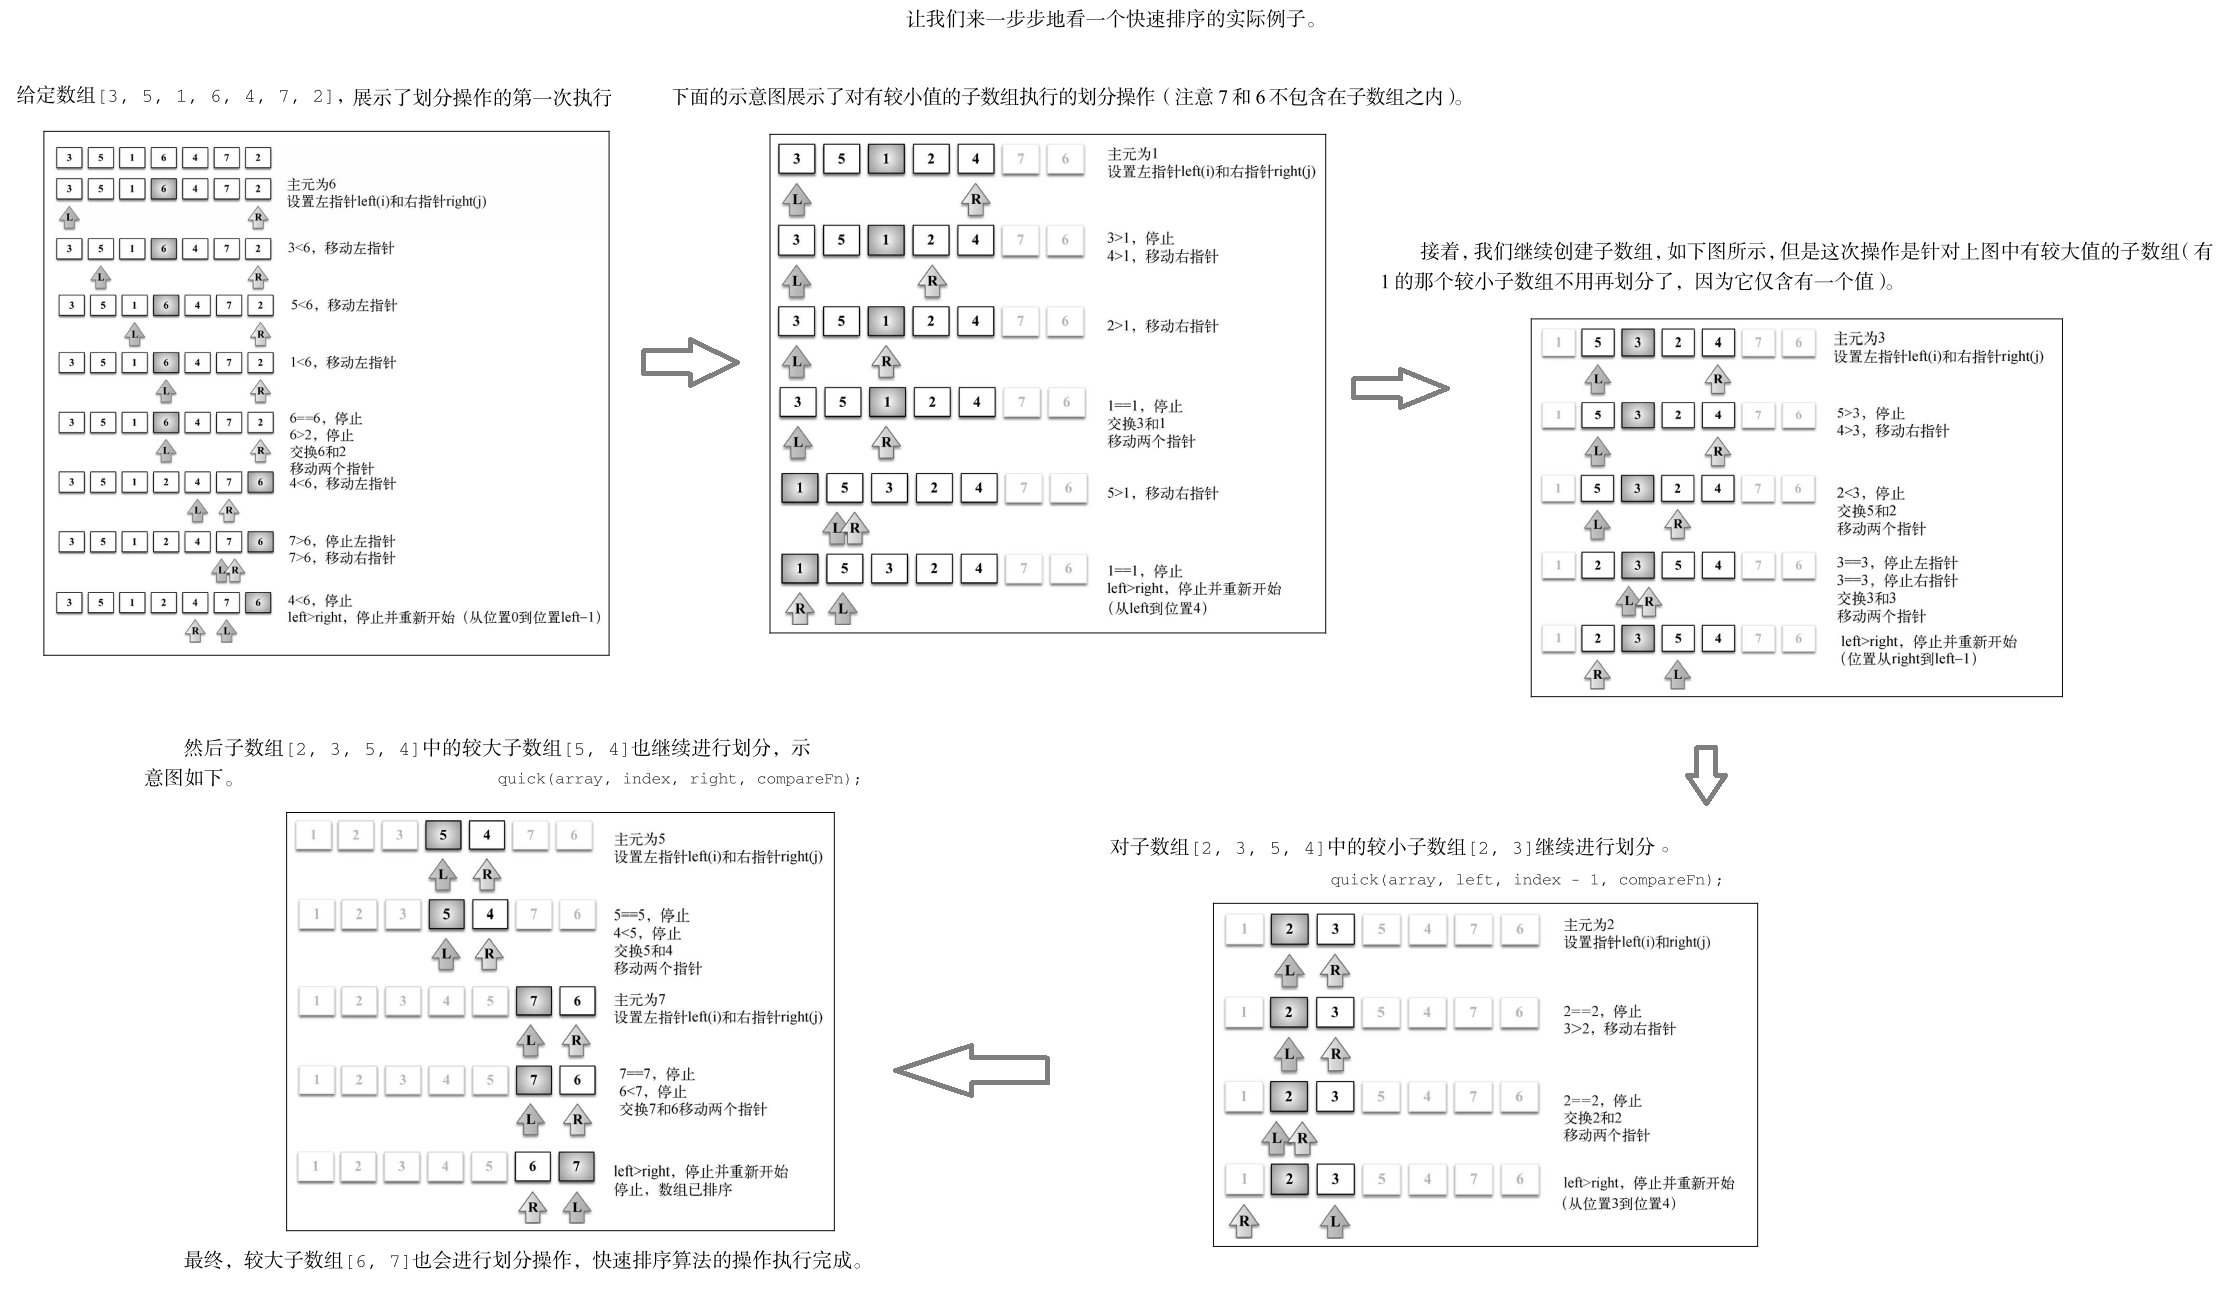 让我们来一步步地看一个快速排序的实际例子。
给定数组[3, 5, 1, 6, 4, 7, 2]，展示了划分操作的第一次执行
3 5 1 6 4 7 2
3 5 1 6 4 7 2
主元为6
设置左指针left(i)和右指针right(j)
L R
3 5 1 6 4 7 2
3<6，移动左指针
L R
3 5 1 6 4 7 2
5<6，移动左指针
L R
3 5 1 6 4 7 2
1<6，移动左指针
L R
3 5 1 6 4 7 2
6==6，停止
6>2，停止
交换6和2
移动两个指针
L R
3 5 1 2 4 7 6
4<6，移动左指针
L R
3 5 1 2 4 7 6
7>6，停止左指针
7>6，移动右指针
L R
3 5 1 2 4 7 6
4<6，停止
left>right，停止并重新开始（从位置0到位置left−1）
R L
下面的示意图展示了对有较小值的子数组执行的划分操作（注意 7 和 6 不包含在子数组之内）。
3 5 1 2 4 7 6
主元为1
设置左指针left(i)和右指针right(j)
L R
3 5 1 2 4 7 6
3>1，停止
4>1，移动右指针
L R
3 5 1 2 4 7 6
2>1，移动右指针
L R
3 5 1 2 4 7 6
1==1，停止
交换3和1
移动两个指针
L R
1 5 3 2 4 7 6
5>1，移动右指针
L R
1 5 3 2 4 7 6
1==1，停止
left>right，停止并重新开始
（从left到位置4）
R L
接着，我们继续创建子数组，如下图所示，但是这次操作是针对上图中有较大值的子数组（有
1 的那个较小子数组不用再划分了，因为它仅含有一个值）。
1 5 3 2 4 7 6
主元为3
设置左指针left(i)和右指针right(j)
L R
1 5 3 2 4 7 6
5>3，停止
4>3，移动右指针
L R
1 5 3 2 4 7 6
2<3，停止
交换5和2
移动两个指针
L R
1 2 3 5 4 7 6
3==3，停止左指针
3==3，停止右指针
交换3和3
移动两个指针
L R
1 2 3 5 4 7 6
left>right，停止并重新开始
（位置从right到left−1）
R L
对子数组[2, 3, 5, 4]中的较小子数组[2, 3]继续进行划分。
quick(array, left, index - 1, compareFn);
1 2 3 5 4 7 6
主元为2
设置指针left(i)和right(j)
L R
1 2 3 5 4 7 6
2==2，停止
3>2，移动右指针
L R
1 2 3 5 4 7 6
2==2，停止
交换2和2
移动两个指针
L R
1 2 3 5 4 7 6
left>right，停止并重新开始
（从位置3到位置4）
R L
然后子数组[2, 3, 5, 4]中的较大子数组[5, 4]也继续进行划分，示
意图如下。
quick(array, index, right, compareFn);
1 2 3 5 4 7 6
主元为5
设置左指针left(i)和右指针right(j)
L R
1 2 3 5 4 7 6
5==5，停止
4<5，停止
交换5和4
移动两个指针
L R
1 2 3 4 5 7 6
主元为7
设置左指针left(i)和右指针right(j)
L R
1 2 3 4 5 7 6
7==7，停止
6<7，停止
交换7和6移动两个指针
L R
1 2 3 4 5 6 7
left>right，停止并重新开始
停止，数组已排序
R L
最终，较大子数组[6, 7]也会进行划分操作，快速排序算法的操作执行完成。